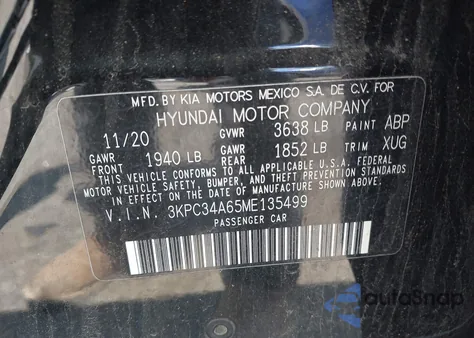 MFD.BY KIA MOTORS MEXICO S.A. DE C.V. FOR
HYUNDAI MOTOR COMPANY
11/20 GVWR 3638 LB PAINT ABP
GAWR FRONT 1940 LB GAWR REAR 1852 LB TRIM XUG
THIS VEHICLE CONFORMS TO ALL APPLICABLE U.S.A. FEDERAL
MOTOR VEHICLE SAFETY, BUMPER, AND THEFT PREVENTION STANDARDS
IN EFFECT ON THE DATE OF MANUFACTURE SHOWN ABOVE.
V.I.N. 3KPC34A65ME135499
PASSENGER CAR
autoSnap